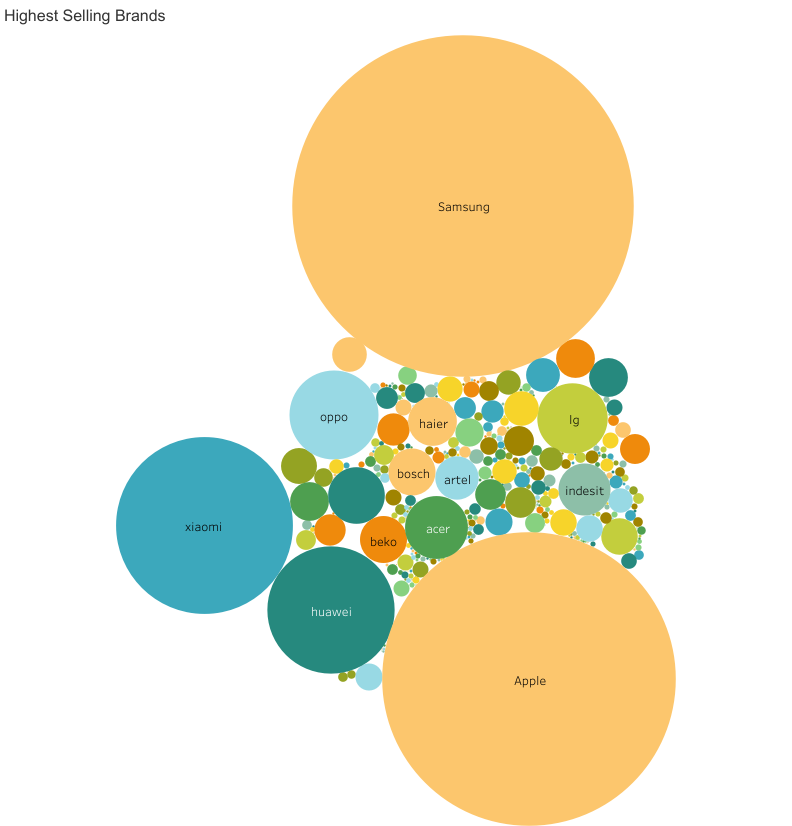 Highest Selling Brands
Samsung
oppo
haier
lg
bosch
artel
indesit
xiaomi
acer
beko
huawei
Apple